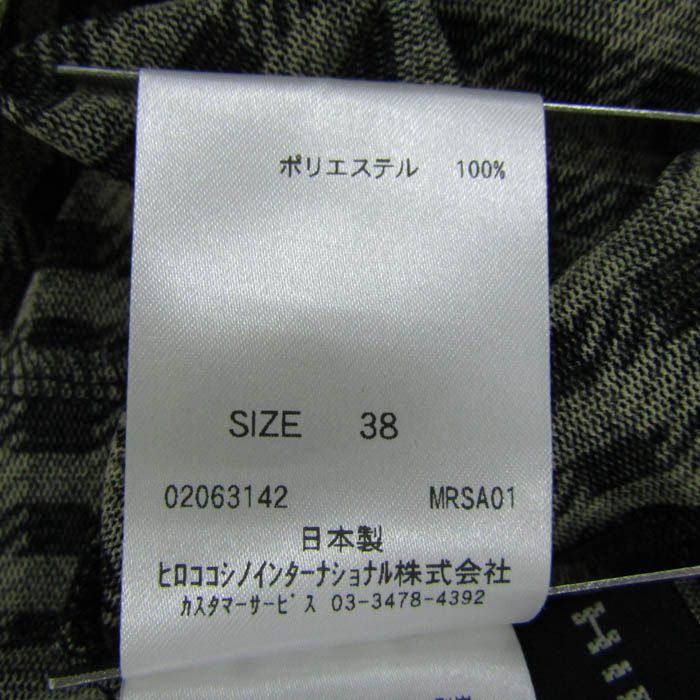 ポリエステル 100%
SIZE 38
02063142 MRSA01
日本製
ヒロココシノインターナショナル株式会社
カスタマーサービス 03-3478-4392